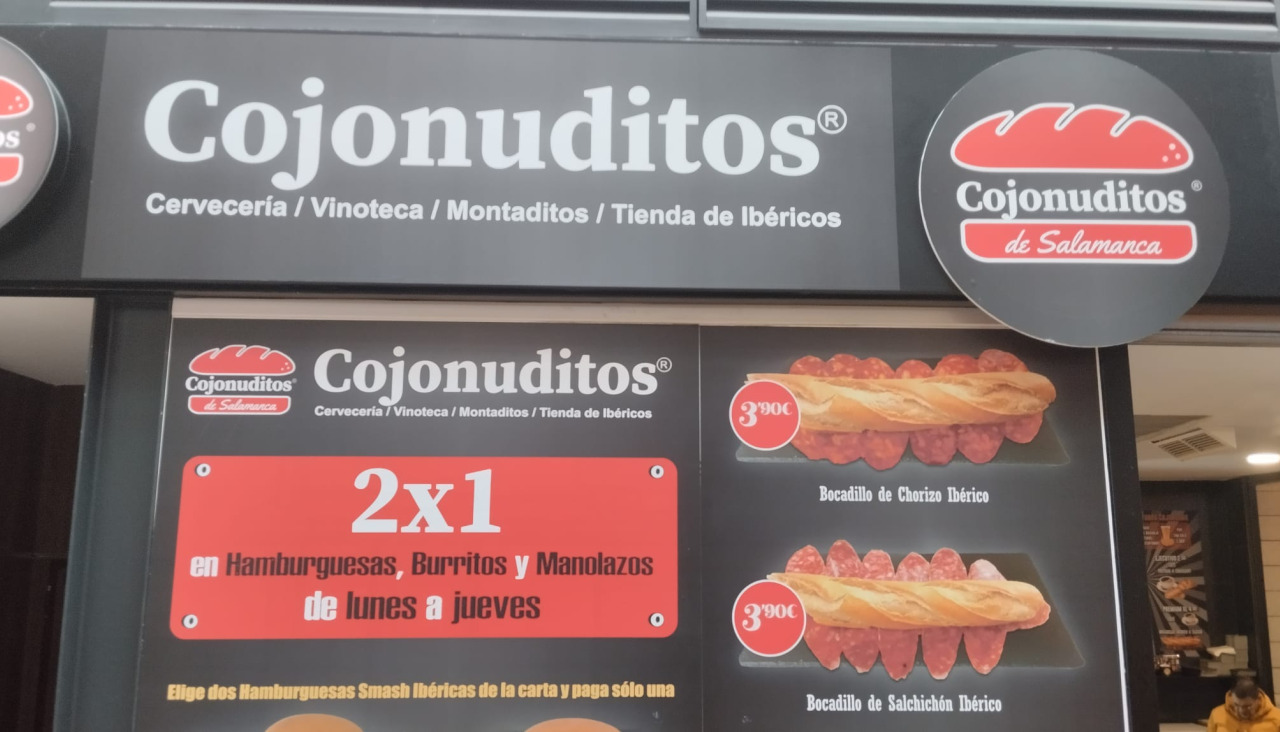 Cojonuditos®
Cervecería / Vinoteca / Montaditos / Tienda de Ibéricos
os
Cojonuditos®
de Salamanca
Cojonuditos®
de Salamanca
Cojonuditos®
Cervecería / Vinoteca / Montaditos / Tienda de Ibéricos
2x1
en Hamburguesas, Burritos y Manolazos
de lunes a jueves
Elige dos Hamburguesas Smash Ibéricas de la carta y paga sólo una
3'90€
Bocadillo de Chorizo Ibérico
3'90€
Bocadillo de Salchichón Ibérico